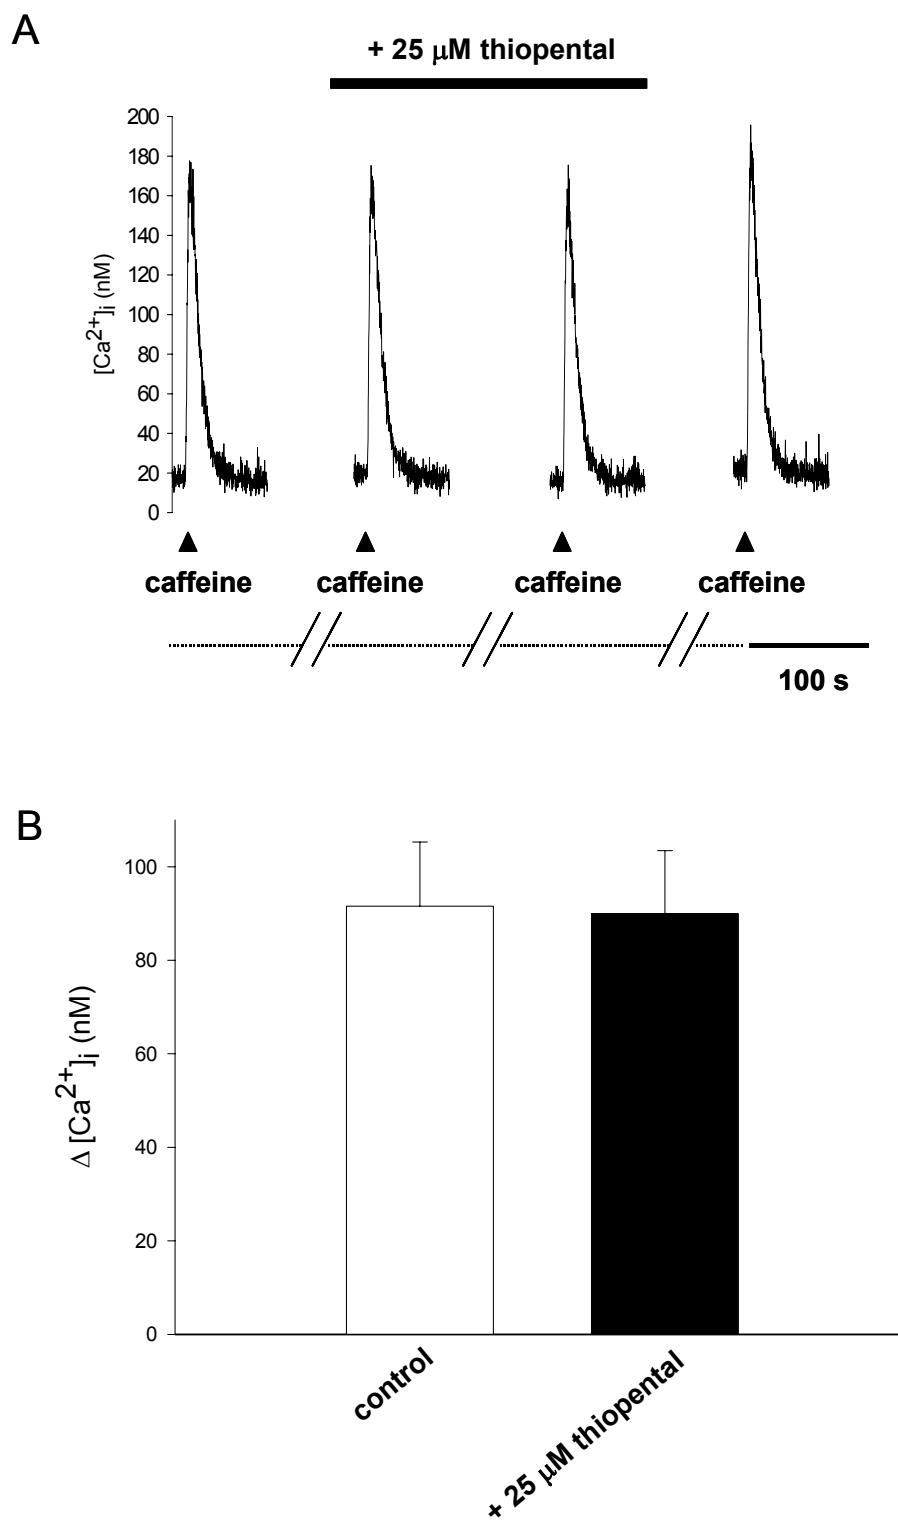 A
+ 25 μM thiopental
200
180
160
140
120
100
80
60
40
20
0
[Ca2+]i (nM)
caffeine caffeine caffeine caffeine
100 s
B
100
80
60
40
20
0
Δ [Ca2+]i (nM)
control
+ 25 μM thiopental